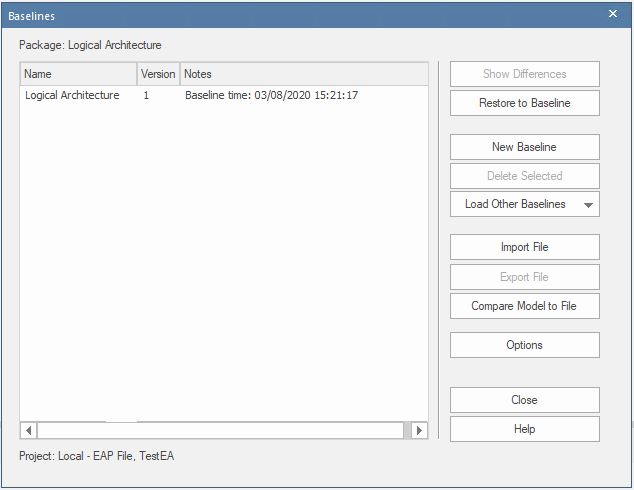 Baselines
Package: Logical Architecture
Name Version Notes
Logical Architecture 1 Baseline time: 03/08/2020 15:21:17
Show Differences
Restore to Baseline
New Baseline
Delete Selected
Load Other Baselines
Import File
Export File
Compare Model to File
Options
Close
Help
Project: Local - EAP File, TestEA